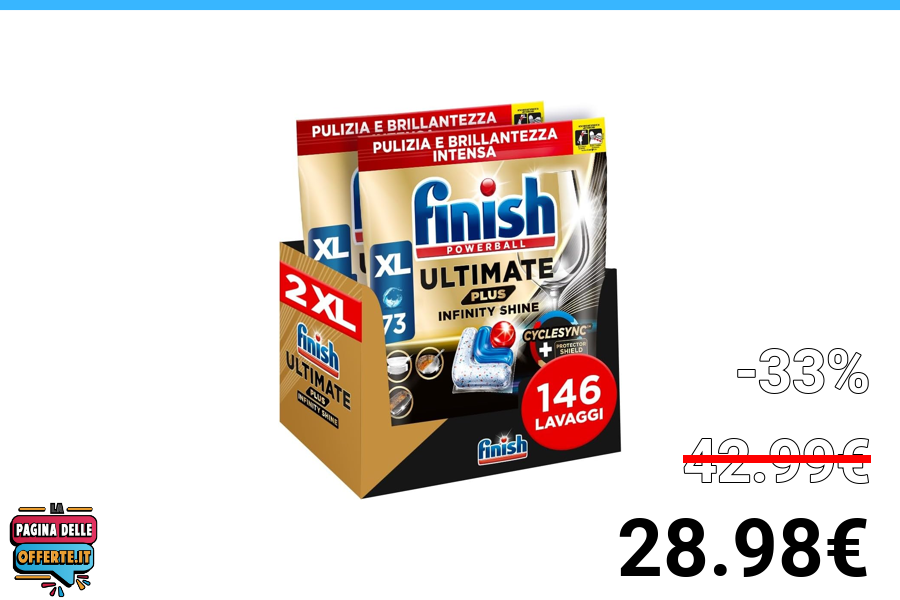 PULIZIA E BRILLANTEZZA
PULIZIA E BRILLANTEZZA
INTENSA
finish
POWERBALL
XL
XL
ULTIMATE
PLUS
INFINITY SHINE
73
2 XL
finish
ULTIMATE
PLUS
INFINITY SHINE
CYCLESYNC
PROTECTOR
SHIELD
146
LAVAGGI
finish
-33%
42.99€
28.98€
LA
PAGINA DELLE
OFFERTE.IT